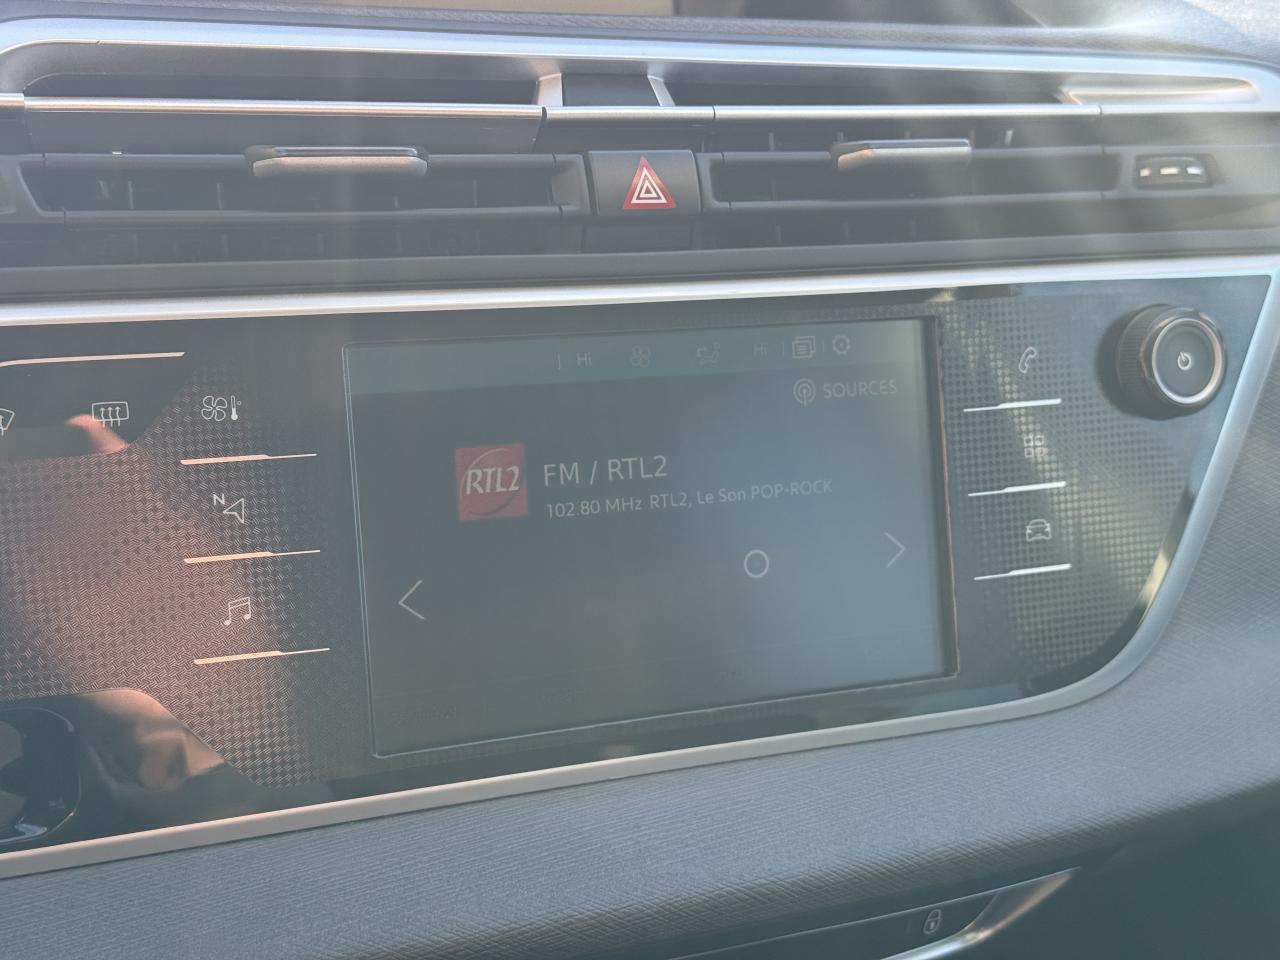 Hi Hi
SOURCES
RTL2
FM / RTL2
102.80 MHz RTL2, Le Son POP-ROCK
N